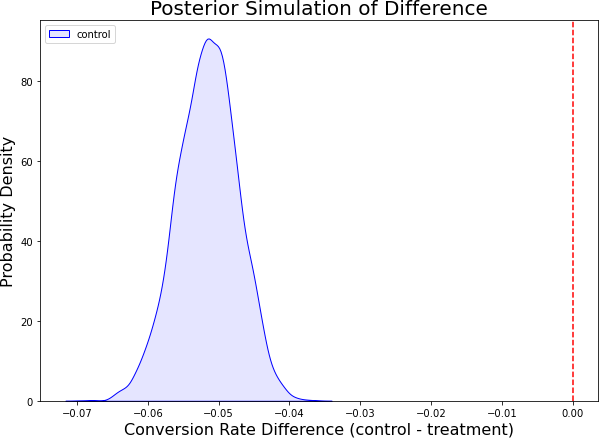 Posterior Simulation of Difference
control
Probability Density
80
60
40
20
0
−0.07 −0.06 −0.05 −0.04 −0.03 −0.02 −0.01 0.00
Conversion Rate Difference (control - treatment)